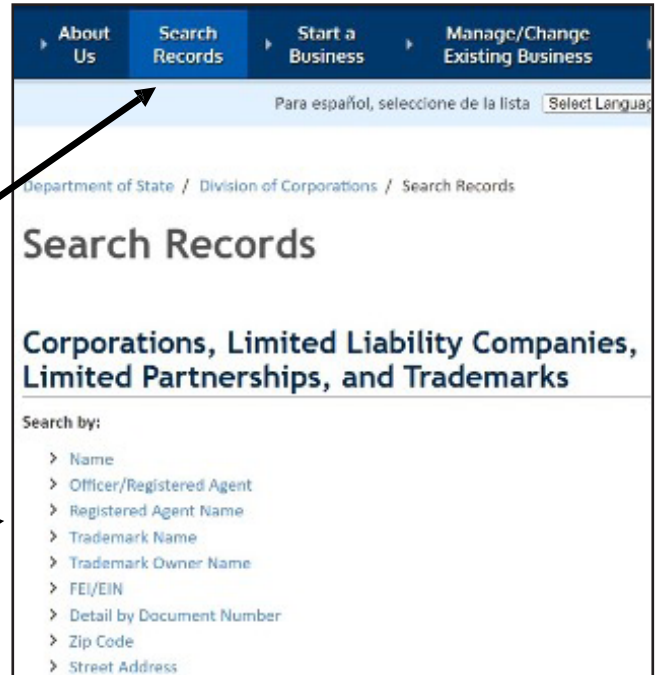 About Us
Search Records
Start a Business
Manage/Change Existing Business
Para español, seleccione de la lista Select
Department of State / Division of Corporations / Search Records
Search Records
Corporations, Limited Liability Companies,
Limited Partnerships, and Trademarks
Search by:
Name
Officer/Registered Agent
Registered Agent Name
Trademark Name
Trademark Owner Name
FEI/EIN
Detail by Document Number
Zip Code
Street Address